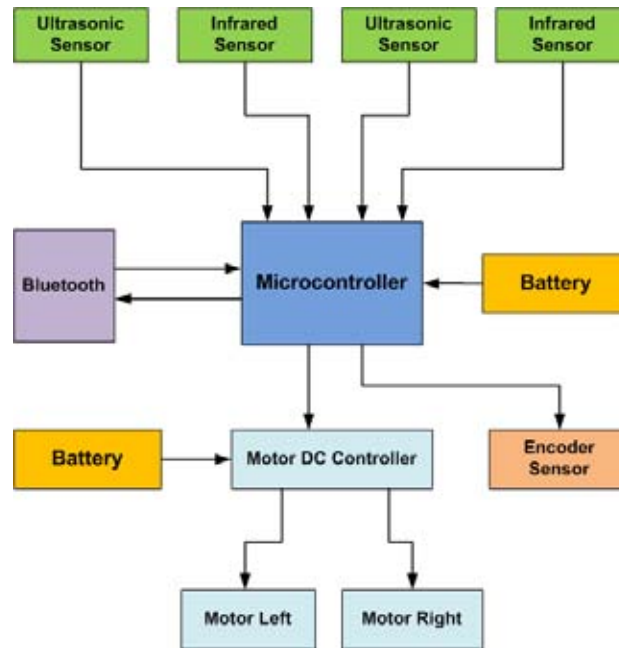 Ultrasonic
Sensor
Infrared
Sensor
Ultrasonic
Sensor
Infrared
Sensor
Bluetooth
Microcontroller
Battery
Battery
Motor DC Controller
Encoder
Sensor
Motor Left
Motor Right